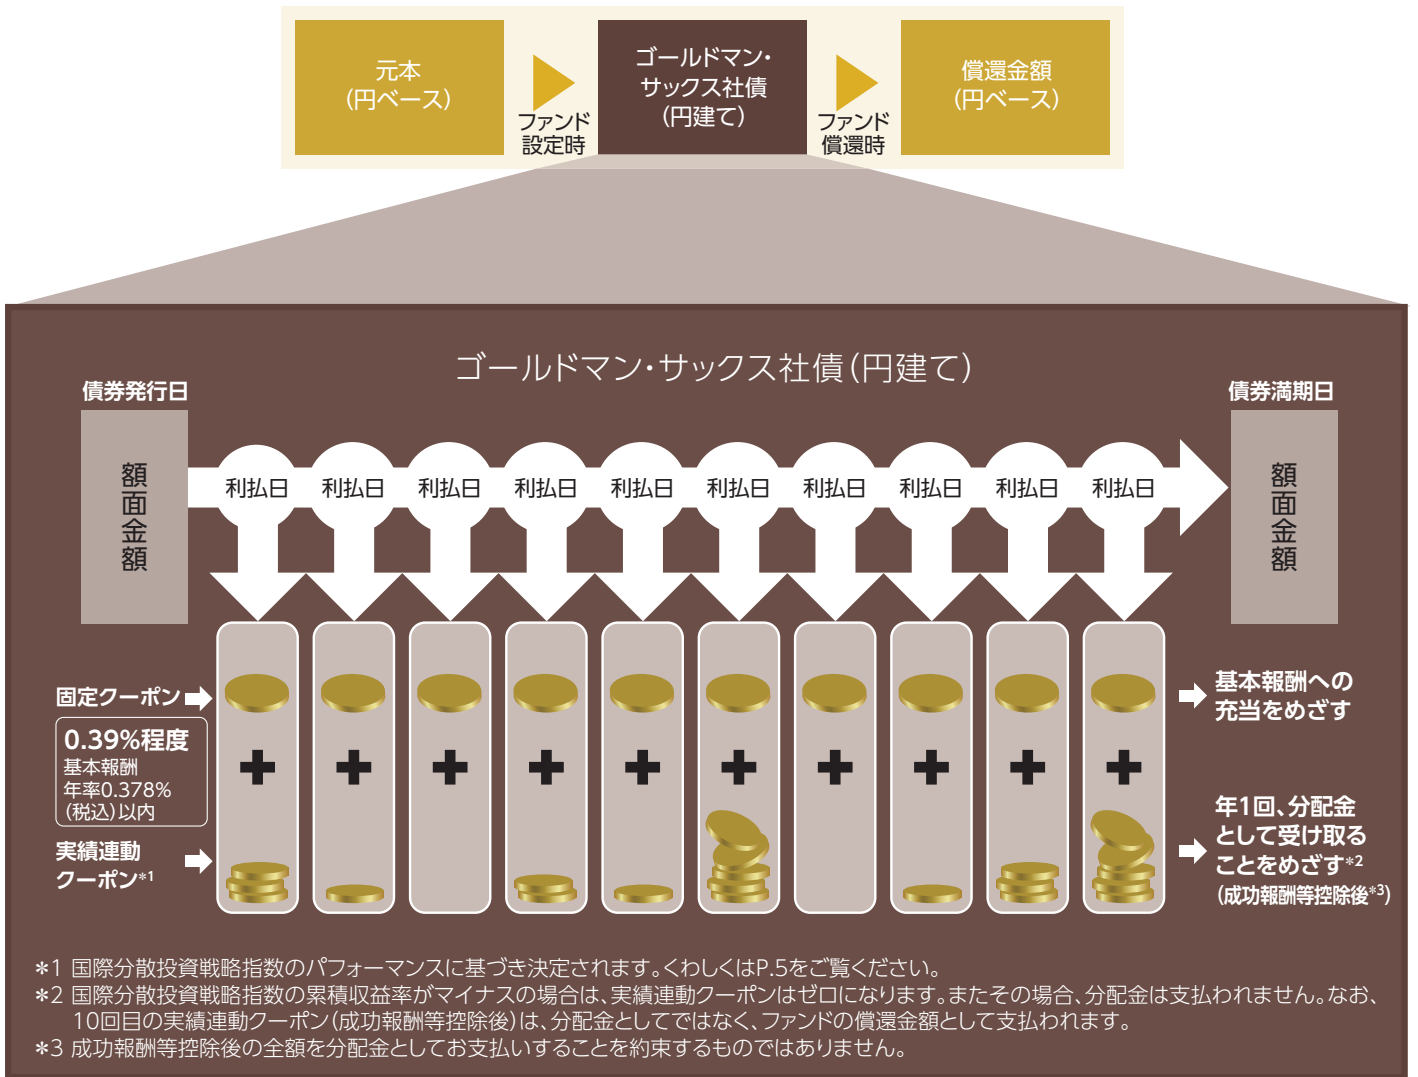 元本
（円ベース）
ファンド
設定時
ゴールドマン・
サックス社債
（円建て）
ファンド
償還時
償還金額
（円ベース）
ゴールドマン・サックス社債（円建て）
債券発行日
債券満期日
額面金額
利払日 利払日 利払日 利払日 利払日 利払日 利払日 利払日 利払日 利払日
額面金額
固定クーポン
0.39%程度
基本報酬
年率0.378%
（税込）以内
実績連動
クーポン*1
基本報酬への
充当をめざす
年1回、分配金
として受け取る
ことをめざす*2
（成功報酬等控除後*3）
*1 国際分散投資戦略指数のパフォーマンスに基づき決定されます。くわしくはP.5をご覧ください。
*2 国際分散投資戦略指数の累積収益率がマイナスの場合は、実績連動クーポンはゼロになります。またその場合、分配金は支払われません。なお、
10回目の実績連動クーポン（成功報酬等控除後）は、分配金としてではなく、ファンドの償還金額として支払われます。
*3 成功報酬等控除後の全額を分配金としてお支払いすることを約束するものではありません。